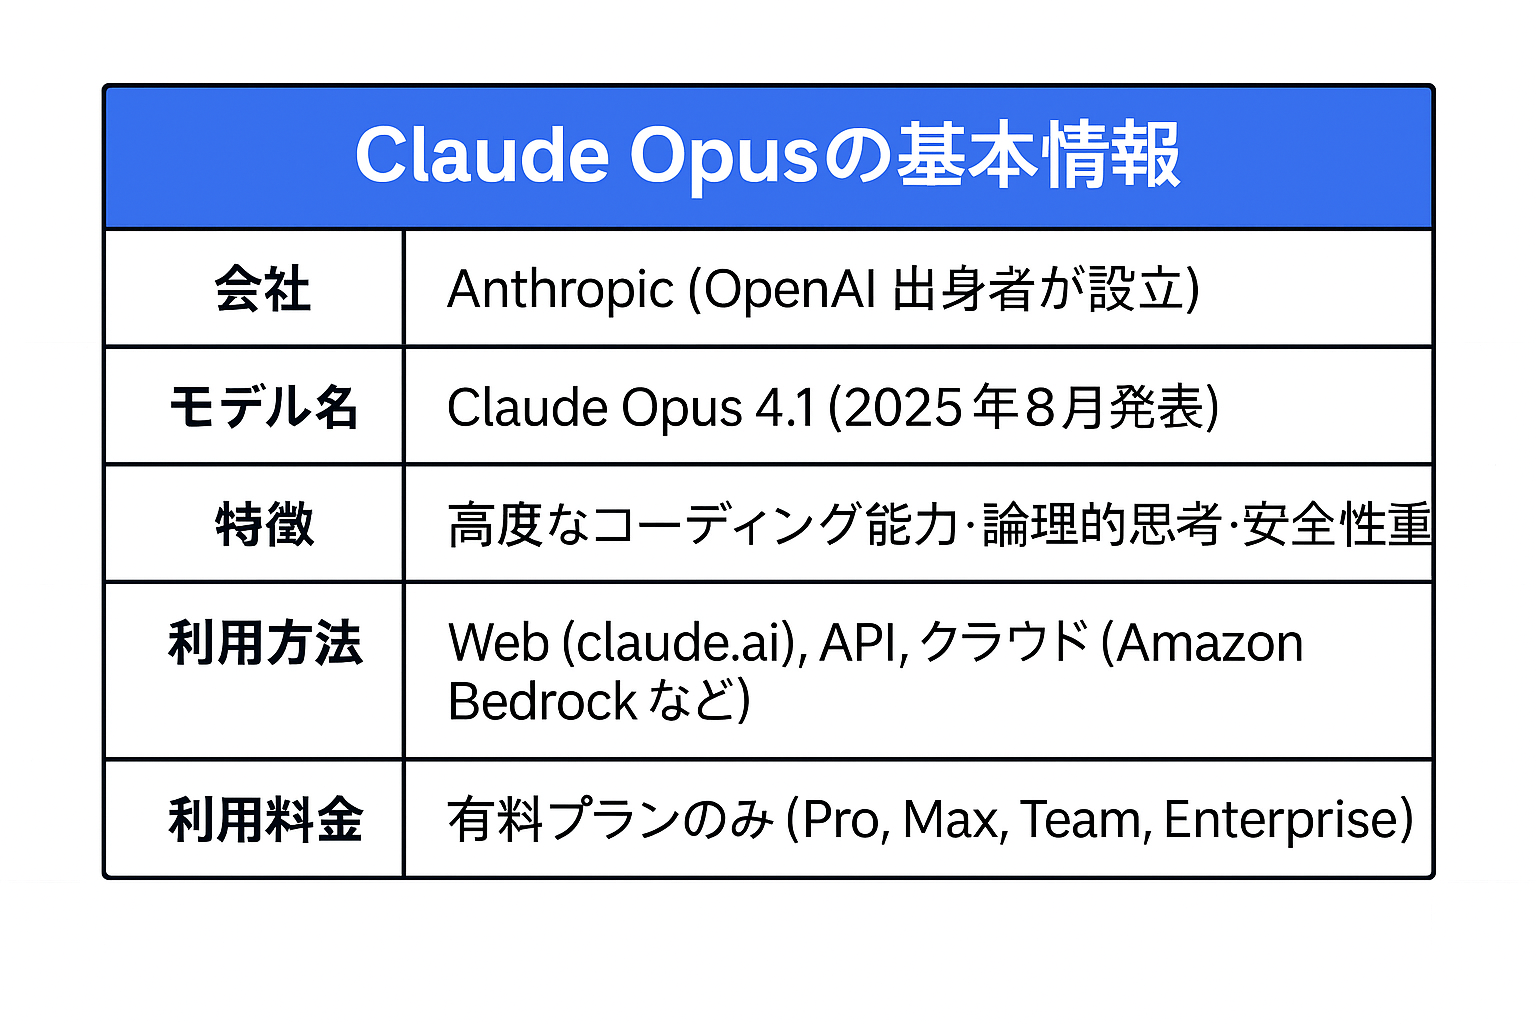 Claude Opusの基本情報
会社
Anthropic (OpenAI 出身者が設立)
モデル名
Claude Opus 4.1 (2025年8月発表)
特徴
高度なコーディング能力·論理的思考·安全性重
利用方法
Web (claude.ai), API, クラウド (Amazon
Bedrock など)
利用料金
有料プランのみ (Pro, Max, Team, Enterprise)